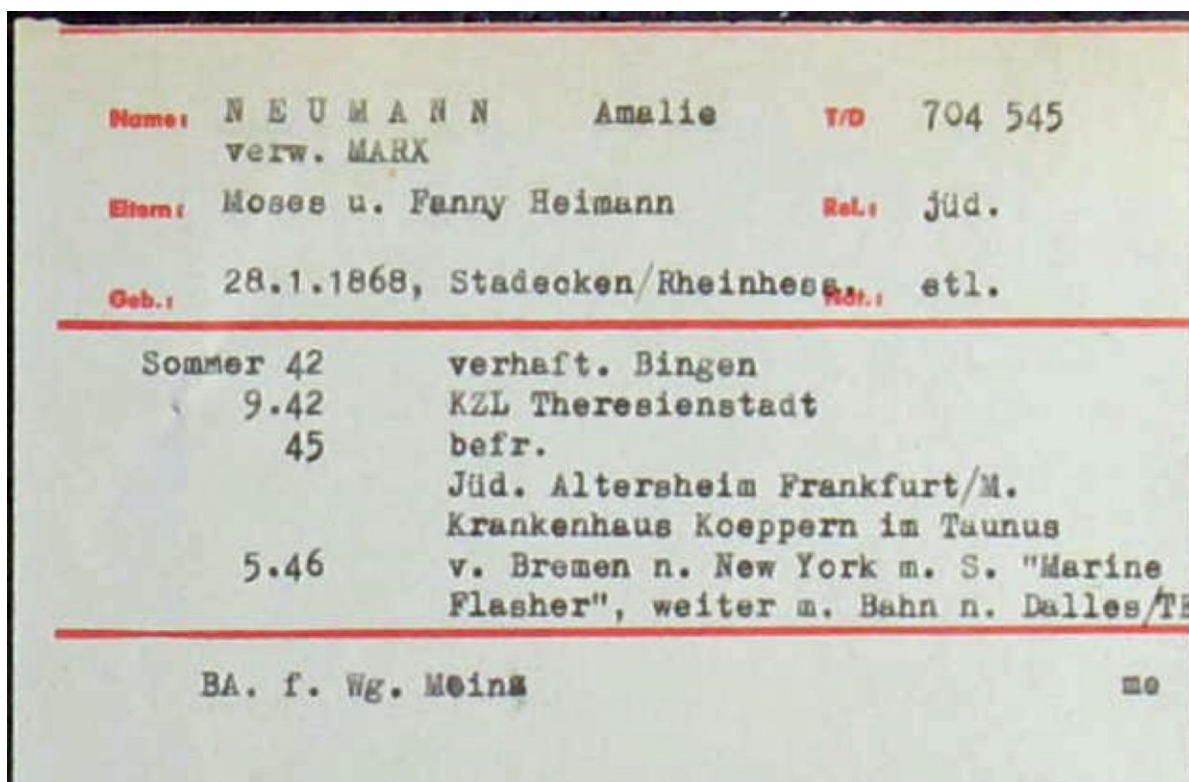 Name: N E U M A N N Amalie T/D 704 545
verw. MARX
Eltern: Moses u. Fanny Heimann Rel.: jüd.
Geb.: 28.1.1868, Stadecken/Rheinhess. Nat.: etl.
Sommer 42 verhaft. Bingen
9.42 KZL Theresienstadt
45 befr.
Jüd. Altersheim Frankfurt/M.
Krankenhaus Koeppern im Taunus
5.46 v. Bremen n. New York m. S. "Marine
Flasher", weiter m. Bahn n. Dalles/TE
BA. f. Wg. Mainz me